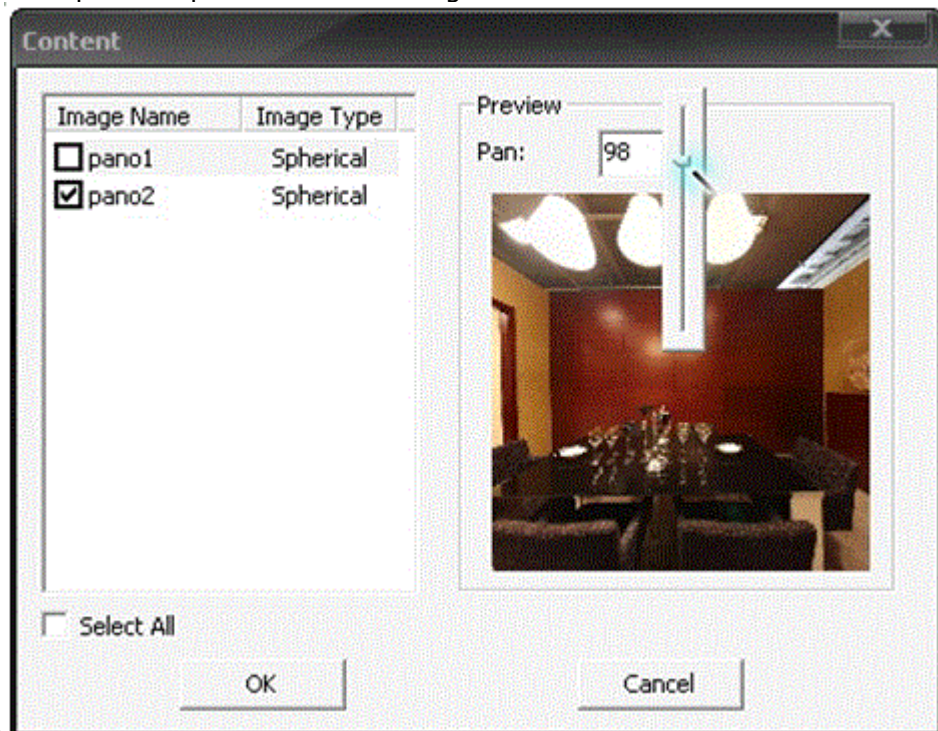 Content
Image Name Image Type
pano1 Spherical
pano2 Spherical
Select All
Preview
Pan: 98
OK Cancel